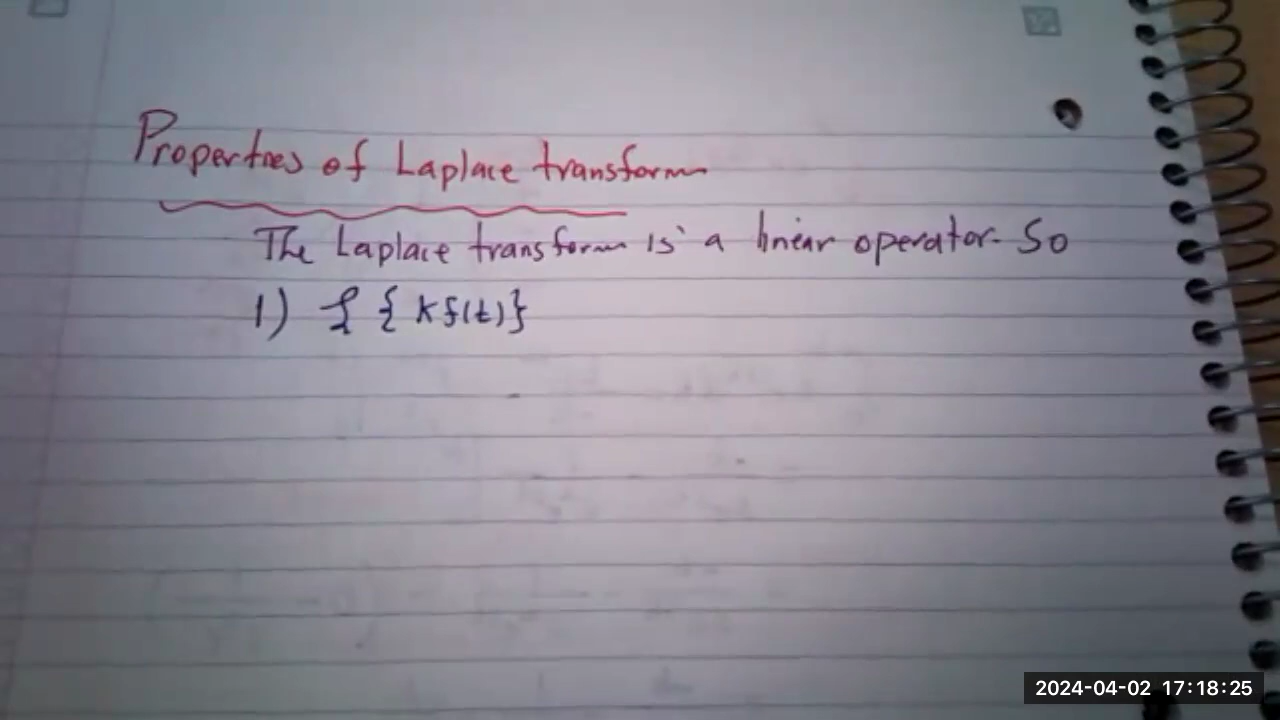 Properties of Laplace transform
The Laplace transform is a linear operator. So
1) ℒ { k f(t) }
2024-04-02 17:18:25